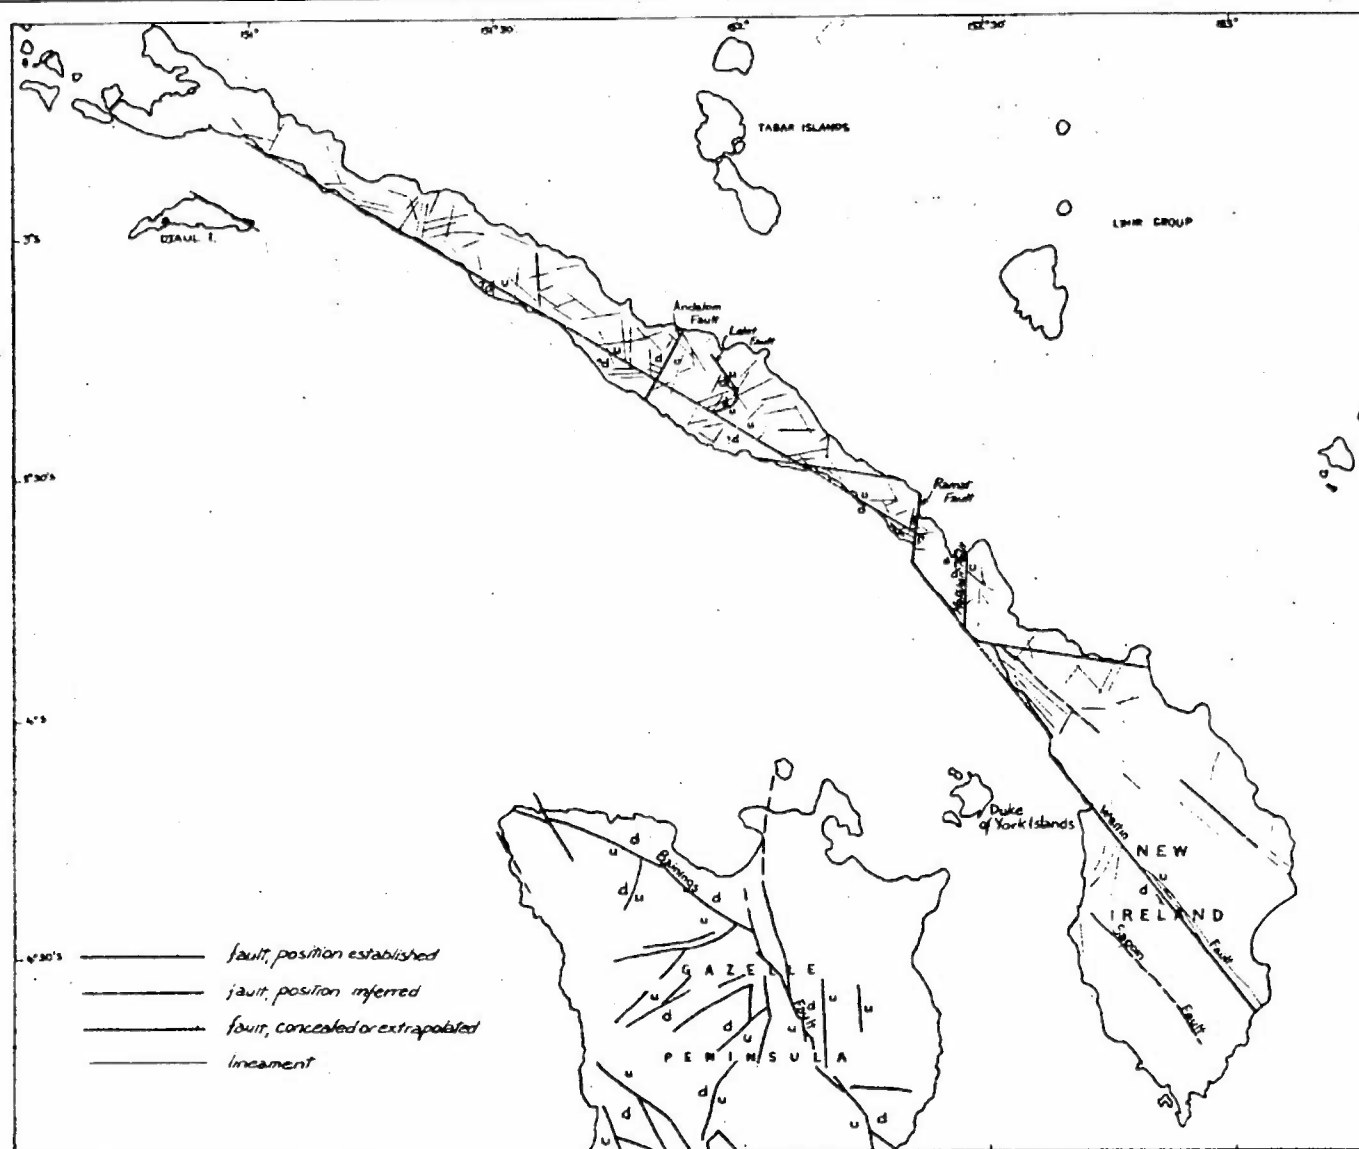 151°
151° 30'
152°
152° 30'
153°
TABAR ISLANDS
LIHIR GROUP
3°S
DJAUL I.
Andalom
Fault
Fault
3° 30'S
Ramat
Fault
4°S
Duke
of York Islands
Weitin
Fault
NEW
IRELAND
Sapom
Fault
Bainings
Fault
GAZELLE
PENINSULA
4° 30'S
fault, position established
fault, position inferred
fault, concealed or extrapolated
lineament
u
d